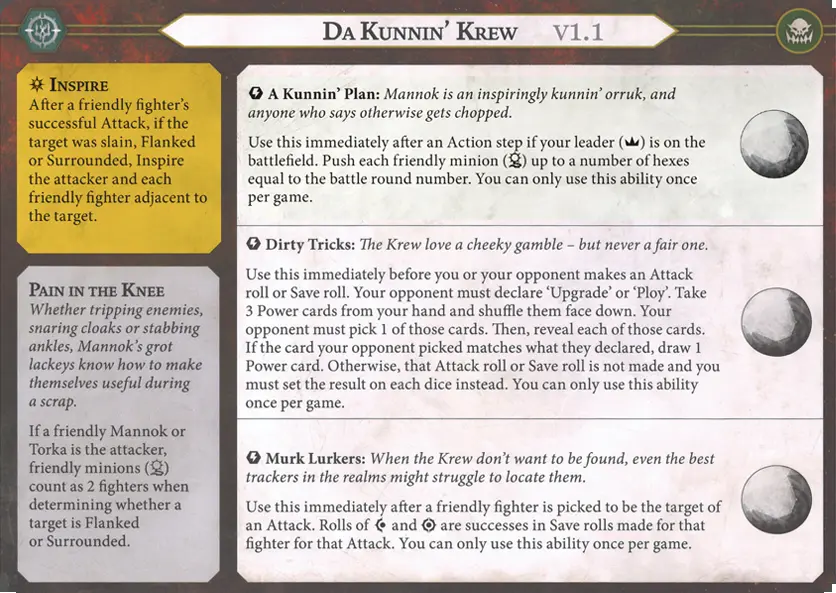 DA KUNNIN' KREW V1.1
INSPIRE
After a friendly fighter's
successful Attack, if the
target was slain, Flanked
or Surrounded, Inspire
the attacker and each
friendly fighter adjacent to
the target.
PAIN IN THE KNEE
Whether tripping enemies,
snaring cloaks or stabbing
ankles, Mannok's grot
lackeys know how to make
themselves useful during
a scrap.
If a friendly Mannok or
Torka is the attacker,
friendly minions ()
count as 2 fighters when
determining whether a
target is Flanked
or Surrounded.
A Kunnin' Plan: Mannok is an inspiringly kunnin' orruk, and
anyone who says otherwise gets chopped.
Use this immediately after an Action step if your leader () is on the
battlefield. Push each friendly minion () up to a number of hexes
equal to the battle round number. You can only use this ability once
per game.
Dirty Tricks: The Krew love a cheeky gamble – but never a fair one.
Use this immediately before you or your opponent makes an Attack
roll or Save roll. Your opponent must declare 'Upgrade' or 'Ploy'. Take
3 Power cards from your hand and shuffle them face down. Your
opponent must pick 1 of those cards. Then, reveal each of those cards.
If the card your opponent picked matches what they declared, draw 1
Power card. Otherwise, that Attack roll or Save roll is not made and you
must set the result on each dice instead. You can only use this ability
once per game.
Murk Lurkers: When the Krew don't want to be found, even the best
trackers in the realms might struggle to locate them.
Use this immediately after a friendly fighter is picked to be the target of
an Attack. Rolls of and are successes in Save rolls made for that
fighter for that Attack. You can only use this ability once per game.